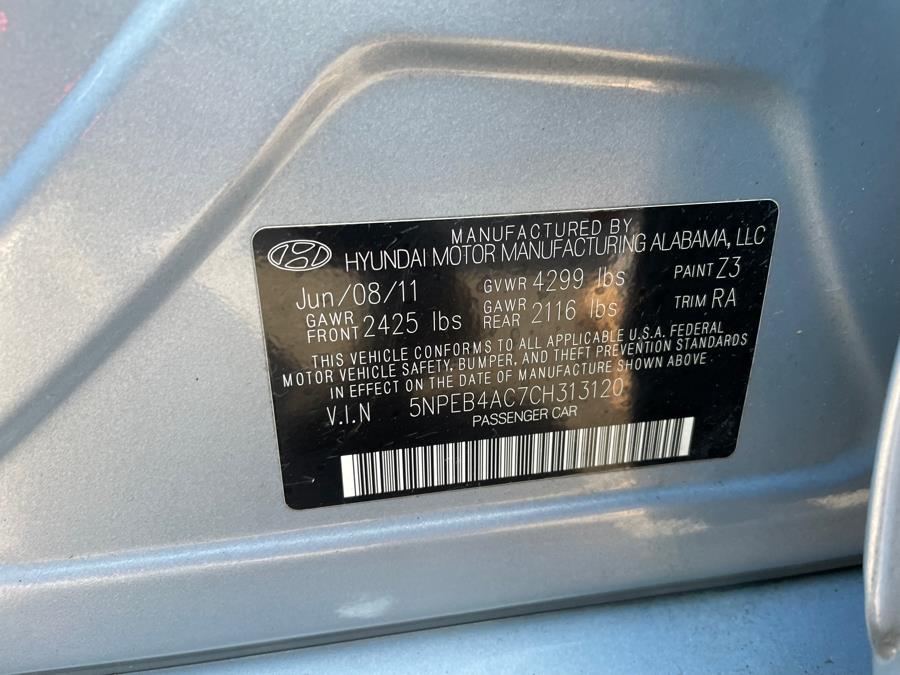 MANUFACTURED BY
HYUNDAI MOTOR MANUFACTURING ALABAMA, LLC
Jun/08/11 GVWR 4299 lbs PAINT Z3
GAWR FRONT 2425 lbs GAWR REAR 2116 lbs TRIM RA
THIS VEHICLE CONFORMS TO ALL APPLICABLE U.S.A. FEDERAL
MOTOR VEHICLE SAFETY, BUMPER, AND THEFT PREVENTION STANDARDS
IN EFFECT ON THE DATE OF MANUFACTURE SHOWN ABOVE
V.I.N 5NPEB4AC7CH313120
PASSENGER CAR